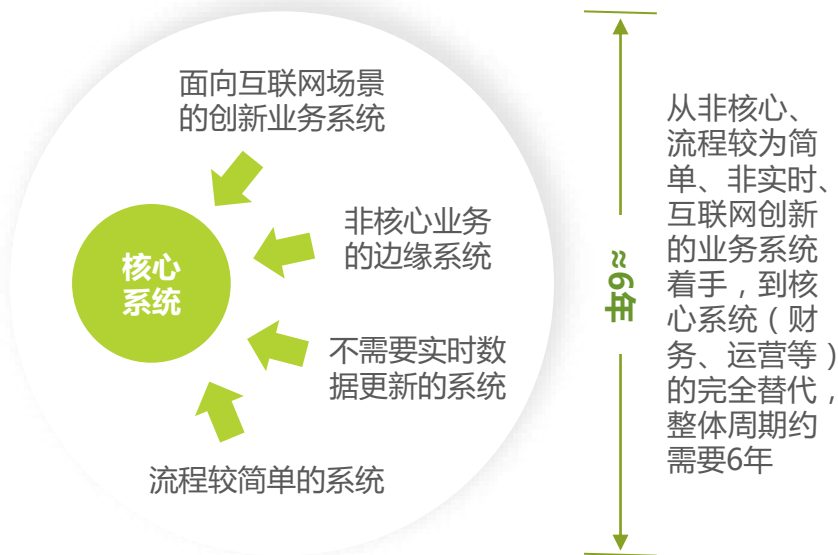 面向互联网场景
的创新业务系统
非核心业务
的边缘系统
核心
系统
不需要实时数
据更新的系统
流程较简单的系统
≈6年
从非核心、
流程较为简
单、非实时、
互联网创新
的业务系统
着手，到核
心系统（财
务、运营等）
的完全替代，
整体周期约
需要6年